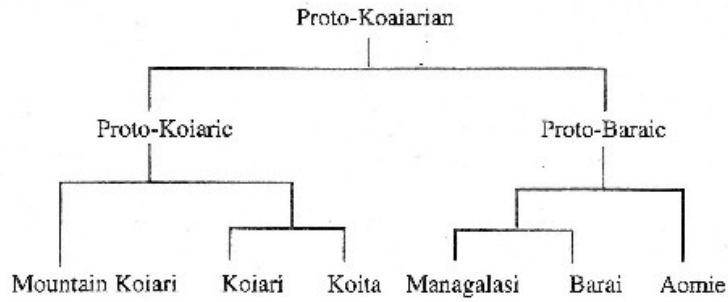 Proto-Koaiarian
Proto-Koiaric Proto-Baraic
Mountain Koiari Koiari Koita Managalasi Barai Aomie